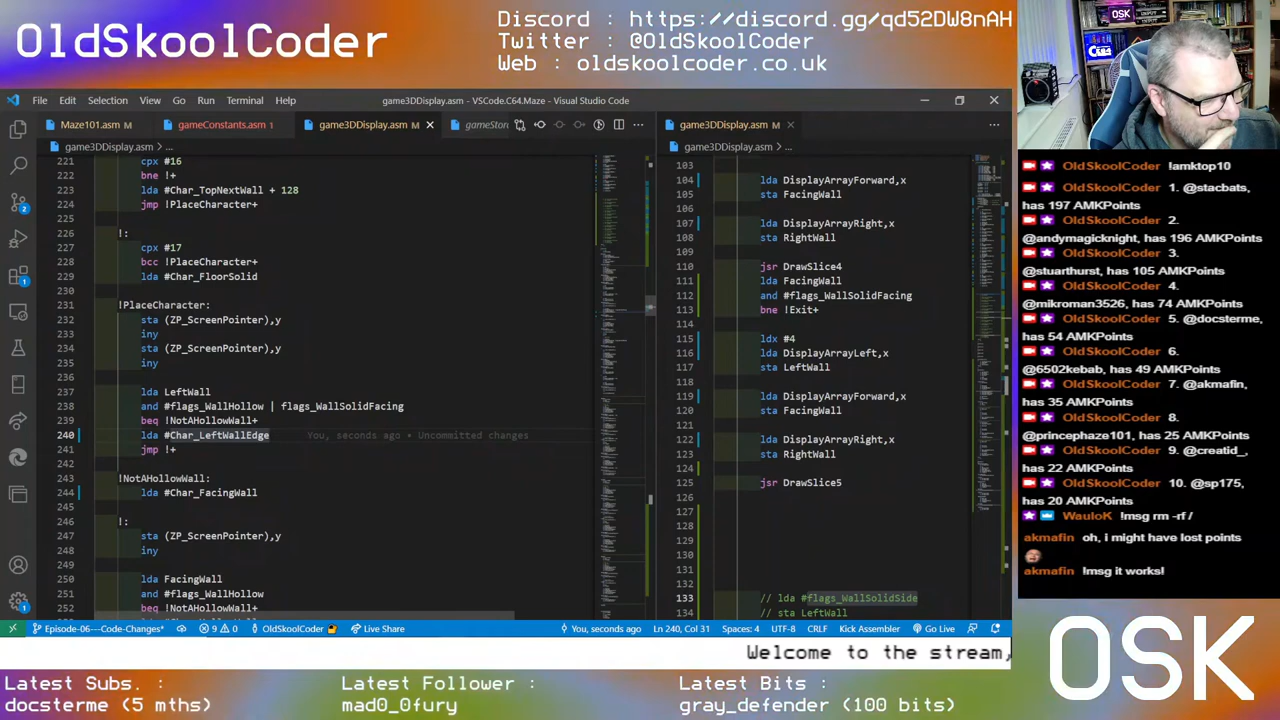 OldSkoolCoder
Discord : https://discord.gg/qd52DW8nAH
Twitter : @OldSkoolCoder
Web : oldskoolcoder.co.uk
File Edit Selection View Go Run Terminal Help
game3DDisplay.asm - VSCode.C64.Maze - Visual Studio Code
Maze101.asm M
gameConstants.asm 1
game3DDisplay.asm M
gameStor
game3DDisplay.asm M
game3DDisplay.asm > ...
game3DDisplay.asm > ...
221 cpx #16
222 bne !+
223 lda #Char_TopNextWall + 128
224 jmp !PlaceCharacter+
225
226 !:
227 cpx #17
228 bcc !PlaceCharacter+
229 lda #Char_FloorSolid
230
231 !PlaceCharacter:
232 sta (
_ScreenPointer),y
233 iny
234 sta (
_ScreenPointer),y
235 iny
236
237 lda LeftWall
238 and #flags_WallHollow | flags_WallSolidFacing
239 beq
HollowWall+
240 lda #Char_LeftWallEdge
You, seconds ago • Uncommitted changes
241 jmp
242
243
244 lda #Char_FacingWall
245
246 !:
247 sta (
_ScreenPointer),y
248 iny
249
250 lda FacingWall
251 and #flags_WallHollow
252 beq !NotAHollowWall+
103
104 lda DisplayArrayForward,x
105 sta FacingWall
106
107 lda DisplayArrayRight,x
108 sta RightWall
109
110 jsr DrawSlice4
111 lda FacingWall
112 and #flags_WallSolidFacing
113 bne !Exit+
114
115 ldx #4
116 lda DisplayArrayLeft,x
117 sta LeftWall
118
119 lda DisplayArrayForward,x
120 sta FacingWall
121
122 lda DisplayArrayRight,x
123 sta RightWall
124
125 jsr DrawSlice5
126
127
128
129
130
131
132
133 // lda #flags_WallSolidSide
134 // sta LeftWall
Episode-06---Code-Changes*
9 0
OldSkoolCoder
Live Share
You, seconds ago
Ln 240, Col 31
Spaces: 4
UTF-8
CRLF
Kick Assembler
Go Live
OldSkoolCoder !amktop10
OldSkoolCoder 1. @stacbats,
has 197 AMKPoints
OldSkoolCoder 2.
@andymagicknight, has 196 AMKPoints
OldSkoolCoder 3.
@stuarthurst, has 105 AMKPoints
OldSkoolCoder 4.
@nikroman3526, has 74 AMKPoints
OldSkoolCoder 5. @docsterme,
has 54 AMKPoints
OldSkoolCoder 6.
@6502kebab, has 49 AMKPoints
OldSkoolCoder 7. @akmafin,
has 35 AMKPoints
OldSkoolCoder 8.
@princephaze101, has 25 AMKPoints
OldSkoolCoder 9.
has 22 AMKPoints
OldSkoolCoder 10. @sp175,
has 20 AMKPoints
WauloK !msg rm -rf /
akmafin oh, i might have lost points
akmafin !msg it works!
Welcome to the stream,
Latest Subs. :
docsterme (5 mths)
Latest Follower :
mad0_0fury
Latest Bits :
gray_defender (100 bits)
OSK